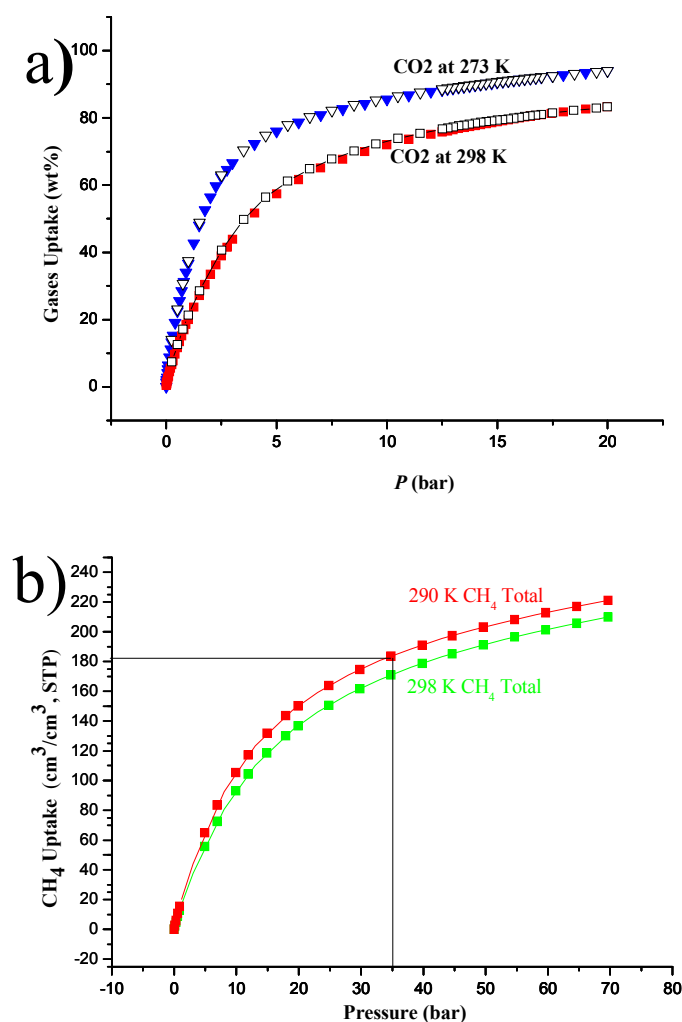 a)
Gases Uptake (wt%)
100
80
60
40
20
0
CO2 at 273 K
CO2 at 298 K
0 5 10 15 20
P (bar)
b)
CH4 Uptake (cm3/cm3, STP)
240
220
200
180
160
140
120
100
80
60
40
20
0
-20
290 K CH4 Total
298 K CH4 Total
-10 0 10 20 30 40 50 60 70 80
Pressure (bar)